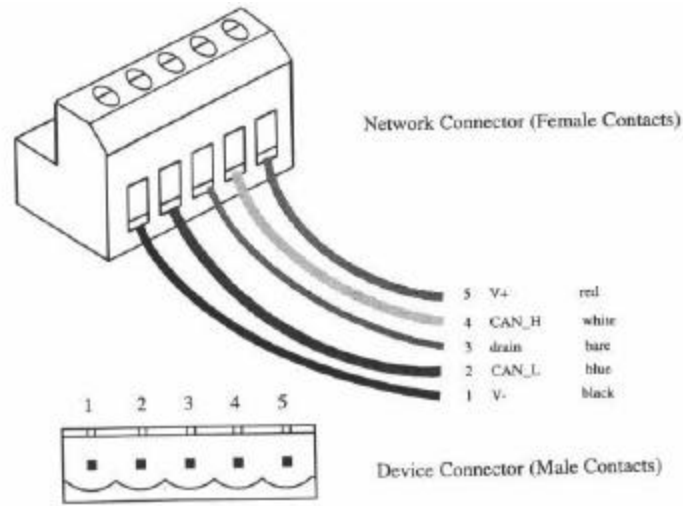 Network Connector (Female Contacts)
5 V+ red
4 CAN_H white
3 drain bare
2 CAN_L blue
1 V- black
1 2 3 4 5
Device Connector (Male Contacts)